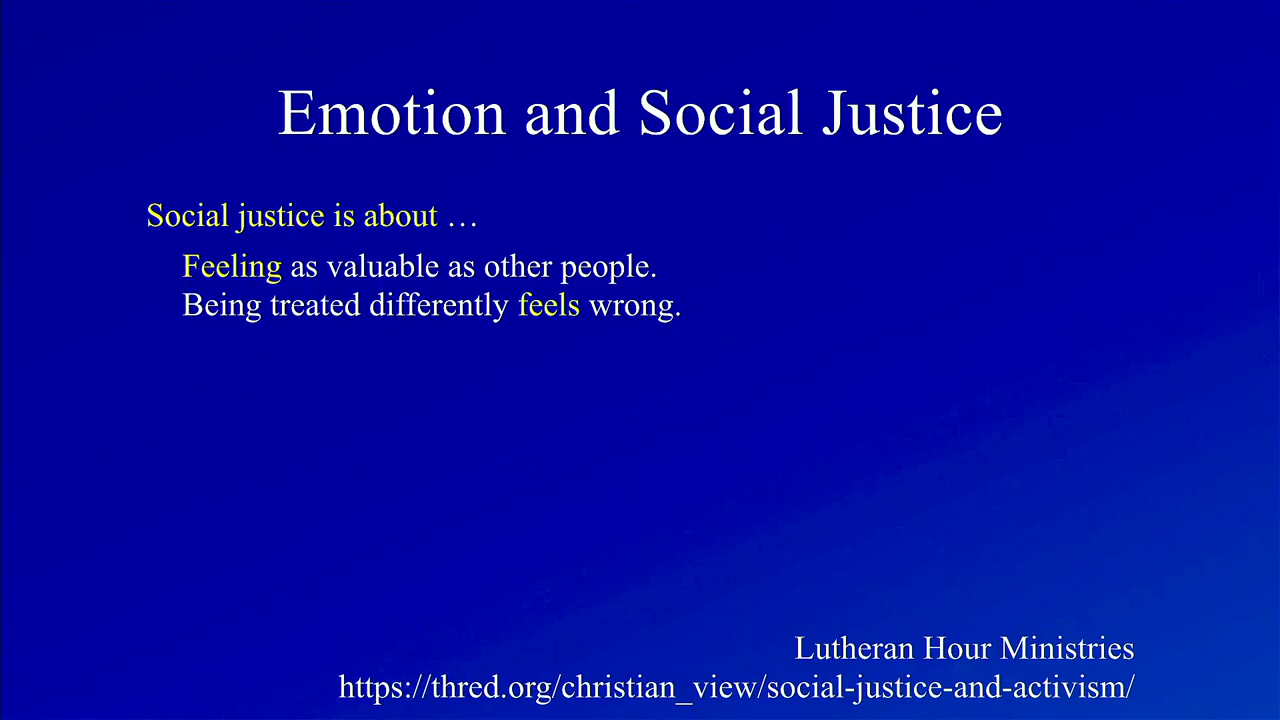 Emotion and Social Justice
Social justice is about …
Feeling as valuable as other people.
Being treated differently feels wrong.
Lutheran Hour Ministries
https://thred.org/christian_view/social-justice-and-activism/